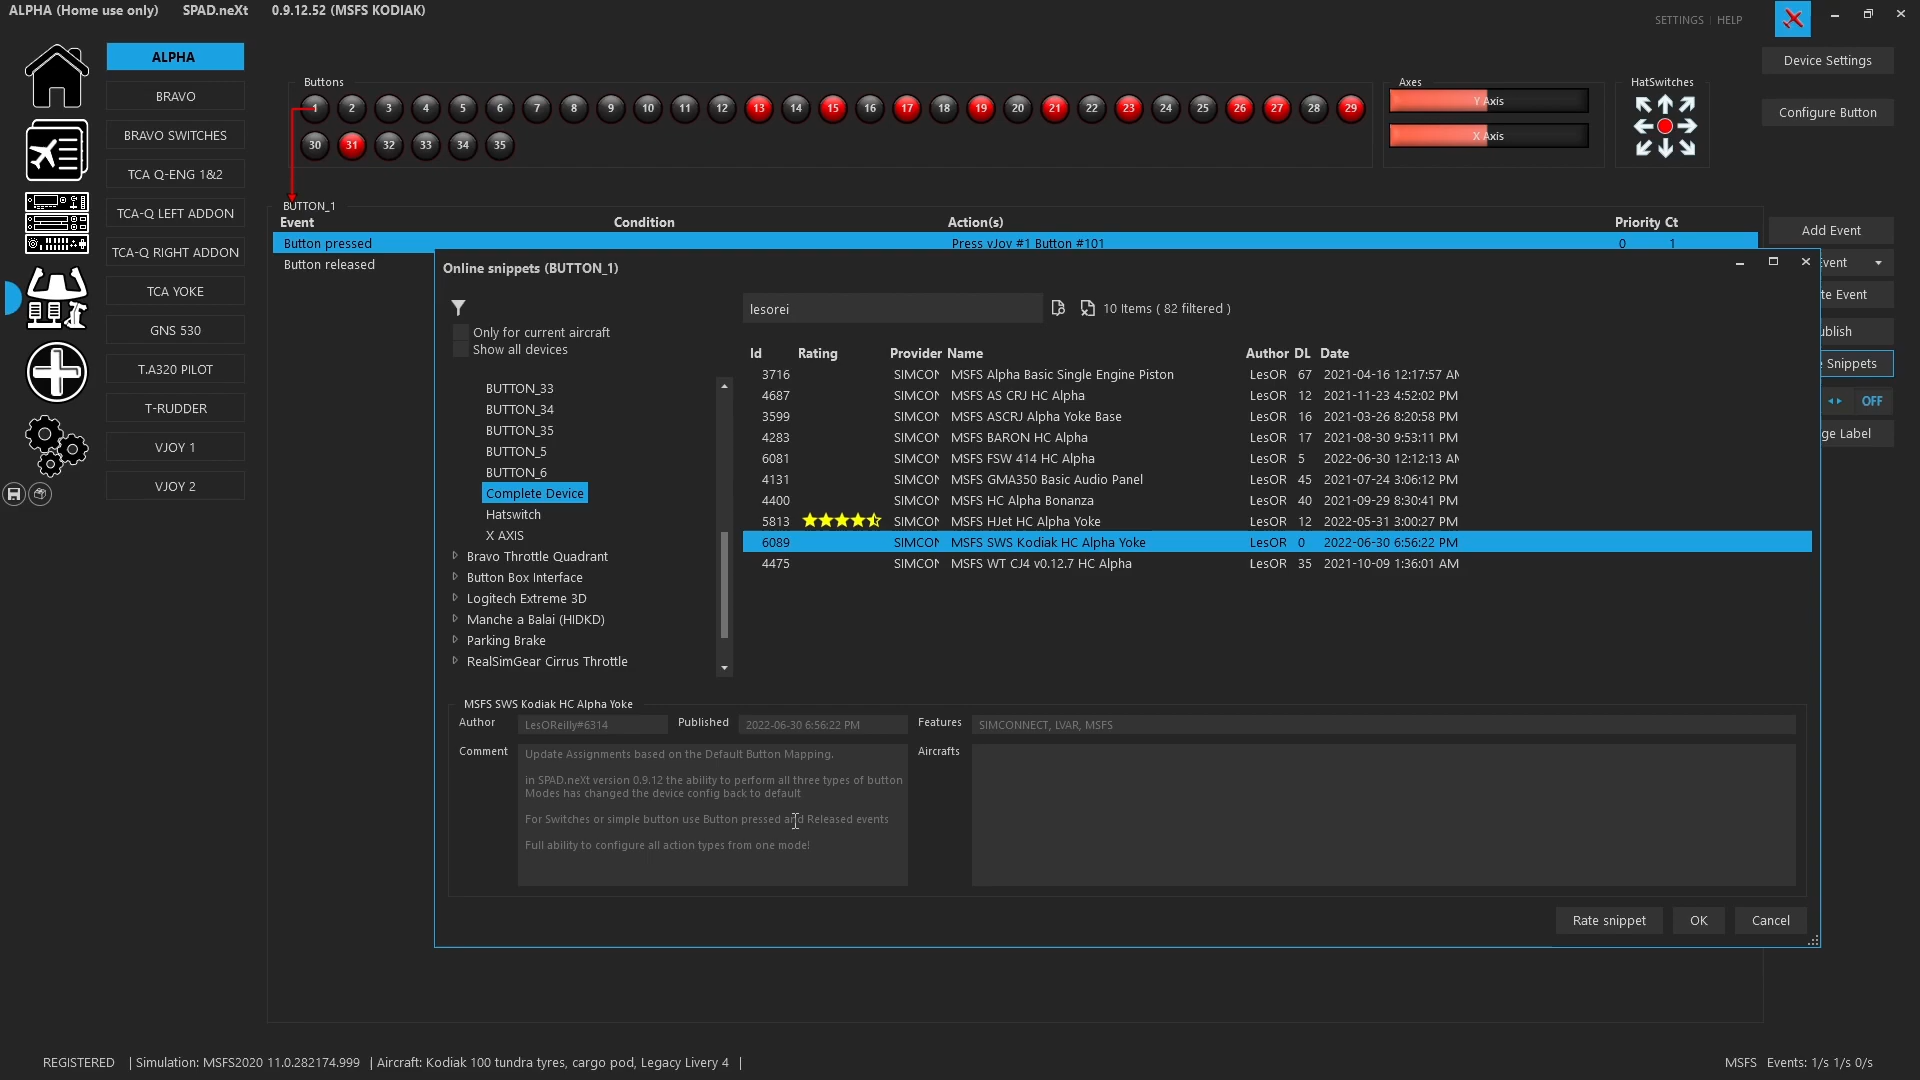 ALPHA (Home use only) SPAD.neXt 0.9.12.52 (MSFS KODIAK)
SETTINGS | HELP
ALPHA
BRAVO
BRAVO SWITCHES
TCA Q-ENG 1&2
TCA-Q LEFT ADDON
TCA-Q RIGHT ADDON
TCA YOKE
GNS 530
T.A320 PILOT
T-RUDDER
VJOY 1
VJOY 2
Buttons
1 2 3 4 5 6 7 8 9 10 11 12 13 14 15 16 17 18 19 20 21 22 23 24 25 26 27 28 29
30 31 32 33 34 35
Axes
Y Axis
X Axis
HatSwitches
Device Settings
Configure Button
BUTTON_1
Event Condition Action(s) Priority Ct
Button pressed Press vJoy #1 Button #101 0 1
Button released
Add Event
vent
te Event
ublish
e Snippets
OFF
ge Label
Online snippets (BUTTON_1)
Only for current aircraft
Show all devices
lesorei
10 Items ( 82 filtered )
BUTTON_33
BUTTON_34
BUTTON_35
BUTTON_5
BUTTON_6
Complete Device
Hatswitch
X AXIS
Bravo Throttle Quadrant
Button Box Interface
Logitech Extreme 3D
Manche a Balai (HIDKD)
Parking Brake
RealSimGear Cirrus Throttle
Id Rating Provider Name Author DL Date
3716 SIMCON MSFS Alpha Basic Single Engine Piston LesOR 67 2021-04-16 12:17:57 AM
4687 SIMCON MSFS AS CRJ HC Alpha LesOR 12 2021-11-23 4:52:02 PM
3599 SIMCON MSFS ASCRJ Alpha Yoke Base LesOR 16 2021-03-26 8:20:58 PM
4283 SIMCON MSFS BARON HC Alpha LesOR 17 2021-08-30 9:53:11 PM
6081 SIMCON MSFS FSW 414 HC Alpha LesOR 5 2022-06-30 12:12:13 AM
4131 SIMCON MSFS GMA350 Basic Audio Panel LesOR 45 2021-07-24 3:06:12 PM
4400 SIMCON MSFS HC Alpha Bonanza LesOR 40 2021-09-29 8:30:41 PM
5813 SIMCON MSFS HJet HC Alpha Yoke LesOR 12 2022-05-31 3:00:27 PM
6089 SIMCON MSFS SWS Kodiak HC Alpha Yoke LesOR 0 2022-06-30 6:56:22 PM
4475 SIMCON MSFS WT CJ4 v0.12.7 HC Alpha LesOR 35 2021-10-09 1:36:01 AM
MSFS SWS Kodiak HC Alpha Yoke
Author LesOReilly#6314 Published 2022-06-30 6:56:22 PM Features SIMCONNECT, LVAR, MSFS
Comment Aircrafts
Update Assignments based on the Default Button Mapping.
in SPAD.neXt version 0.9.12 the ability to perform all three types of button
Modes has changed the device config back to default
For Switches or simple button use Button pressed and Released events
Full ability to configure all action types from one mode!
Rate snippet OK Cancel
REGISTERED | Simulation: MSFS2020 11.0.282174.999 | Aircraft: Kodiak 100 tundra tyres, cargo pod, Legacy Livery 4 |
MSFS Events: 1/s 1/s 0/s